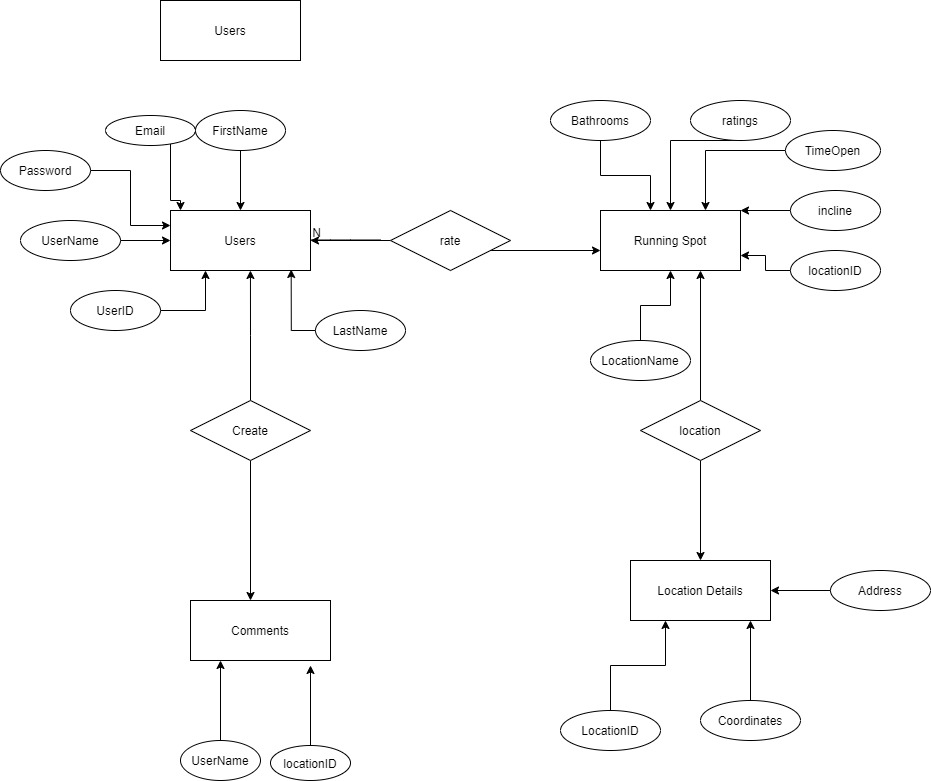 Users
Email
FirstName
Bathrooms
ratings
TimeOpen
Password
UserName
Users
N
rate
Running Spot
incline
locationID
UserID
LastName
LocationName
Create
location
Comments
Location Details
Address
UserName
locationID
LocationID
Coordinates